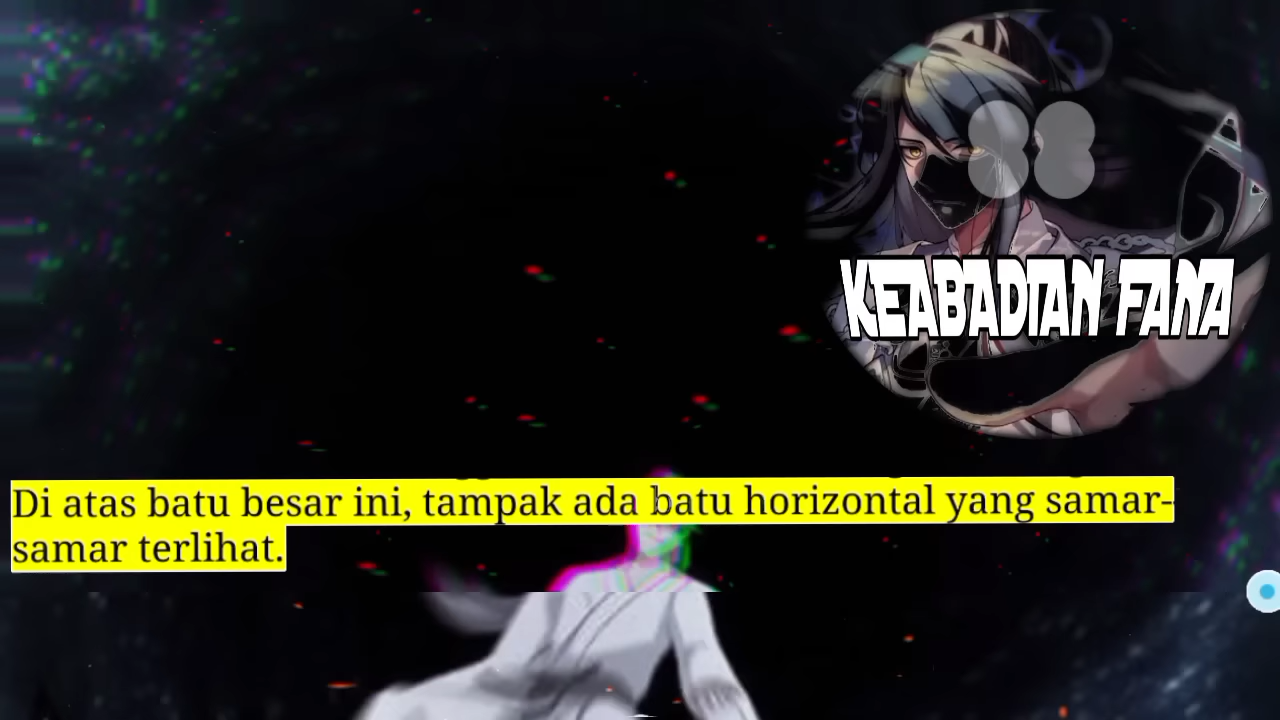 KEABADIAN FANA
Di atas batu besar ini, tampak ada batu horizontal yang samar-
samar terlihat.